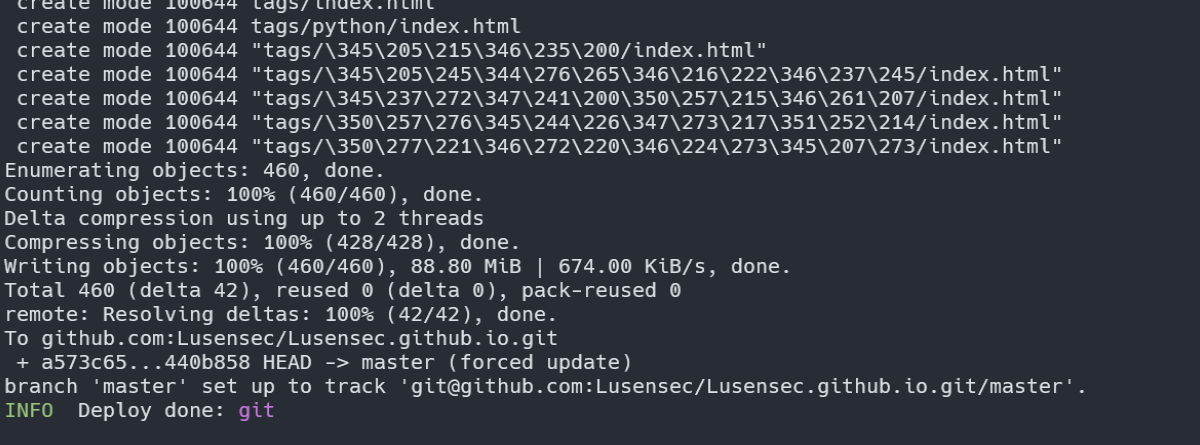 create mode 100644 tags/index.html
create mode 100644 tags/python/index.html
create mode 100644 "tags/\345\205\215\346\235\200/index.html"
create mode 100644 "tags/\345\205\245\344\276\265\346\216\222\346\237\245/index.html"
create mode 100644 "tags/\345\237\272\347\241\200\350\257\215\346\261\207/index.html"
create mode 100644 "tags/\350\257\276\345\244\226\347\273\217\351\252\214/index.html"
create mode 100644 "tags/\350\277\221\346\272\220\346\224\273\345\207\273/index.html"
Enumerating objects: 460, done.
Counting objects: 100% (460/460), done.
Delta compression using up to 2 threads
Compressing objects: 100% (428/428), done.
Writing objects: 100% (460/460), 88.80 MiB | 674.00 KiB/s, done.
Total 460 (delta 42), reused 0 (delta 0), pack-reused 0
remote: Resolving deltas: 100% (42/42), done.
To github.com:Lusensec/Lusensec.github.io.git
+ a573c65...440b858 HEAD -> master (forced update)
branch 'master' set up to track 'git@github.com:Lusensec/Lusensec.github.io.git/master'.
INFO  Deploy done: git